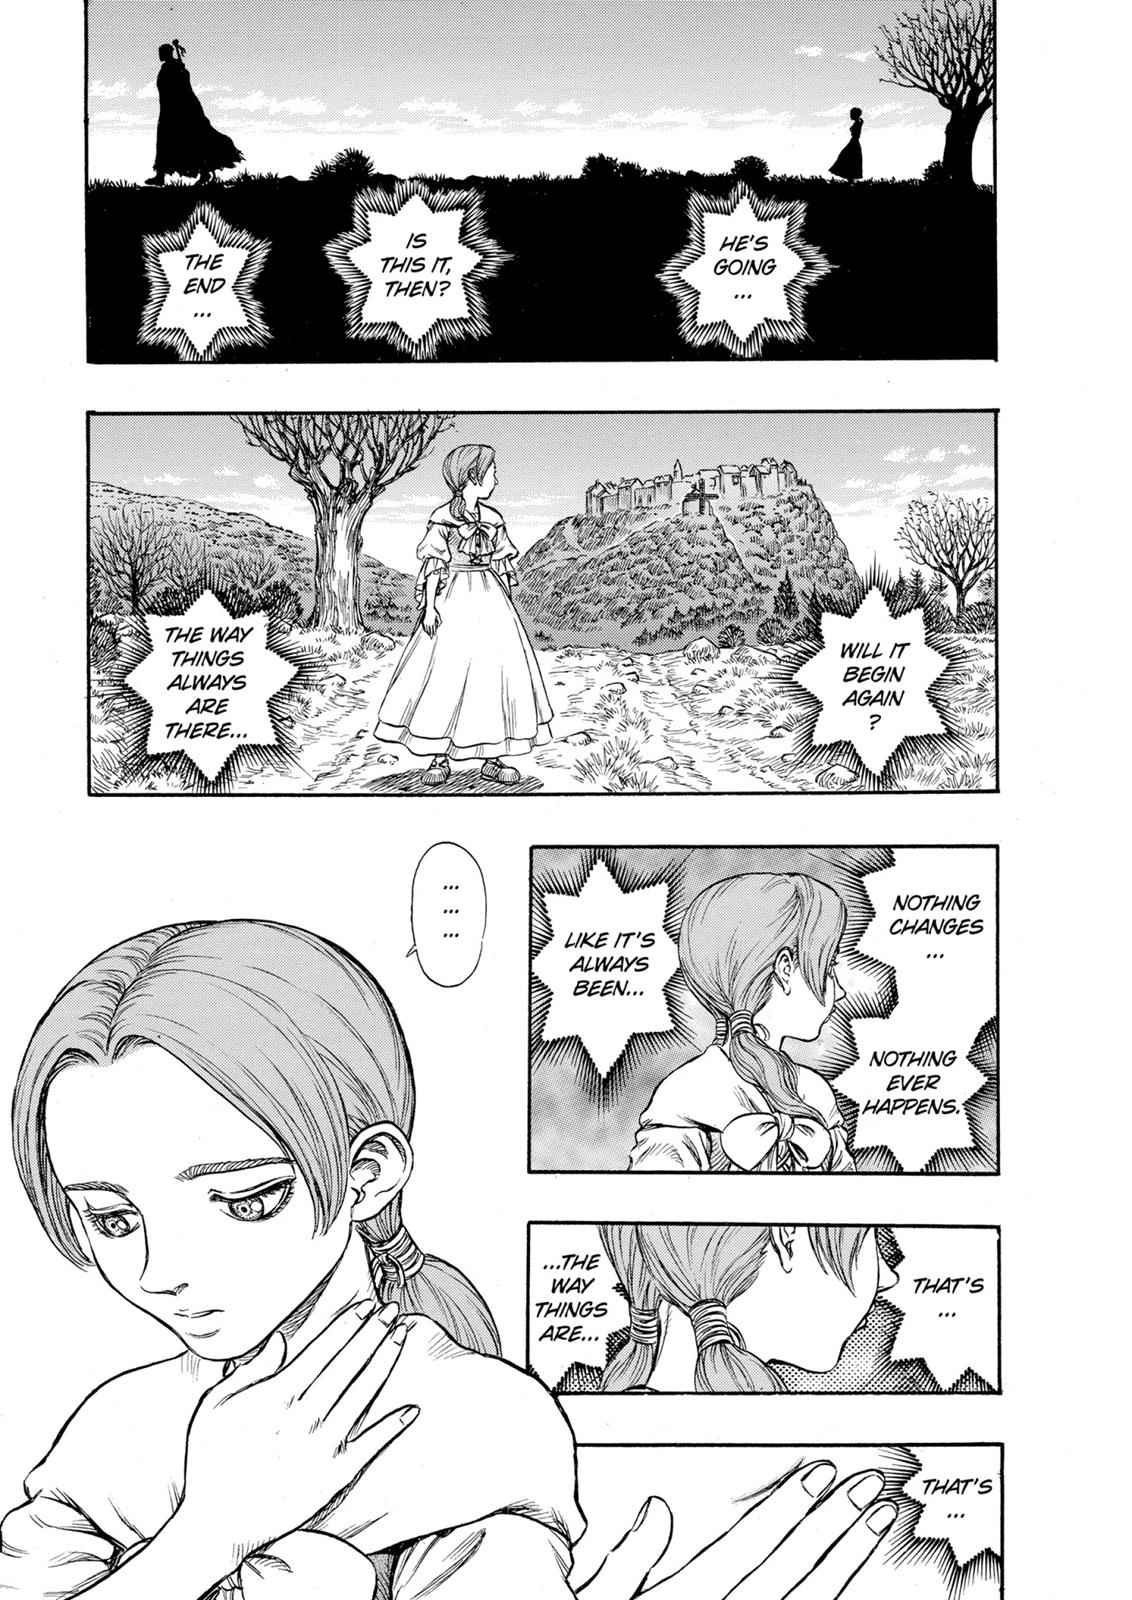 HE'S
GOING
...
IS
THIS IT,
THEN?
THE
END
...
WILL IT
BEGIN
AGAIN
?
THE WAY
THINGS
ALWAYS
ARE
THERE...
NOTHING
CHANGES
...
NOTHING
EVER
HAPPENS.
LIKE IT'S
ALWAYS
BEEN...
THAT'S
...
...THE
WAY
THINGS
ARE...
THAT'S
...
...
...
...